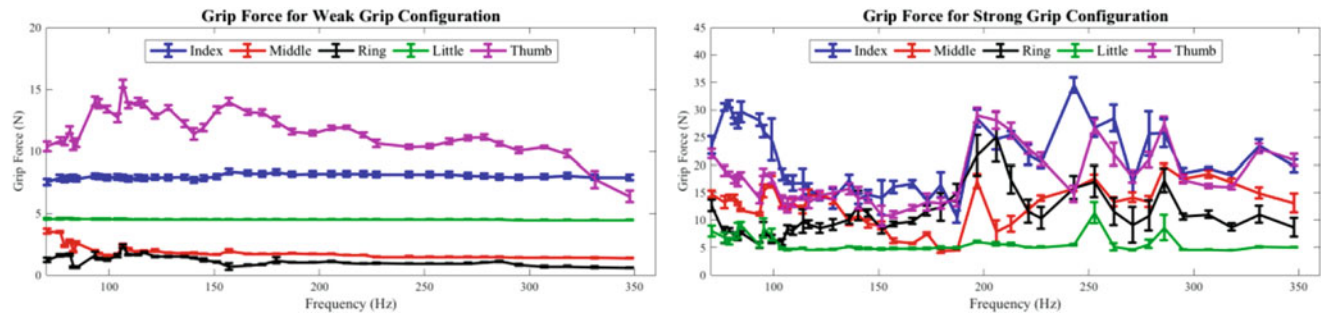 Grip Force for Weak Grip Configuration
20
15
10
5
0
Grip Force (N)
Index Middle Ring Little Thumb
100 150 200 250 300 350
Frequency (Hz)
Grip Force for Strong Grip Configuration
45
40
35
30
25
20
15
10
5
0
Grip Force (N)
Index Middle Ring Little Thumb
100 150 200 250 300 350
Frequency (Hz)